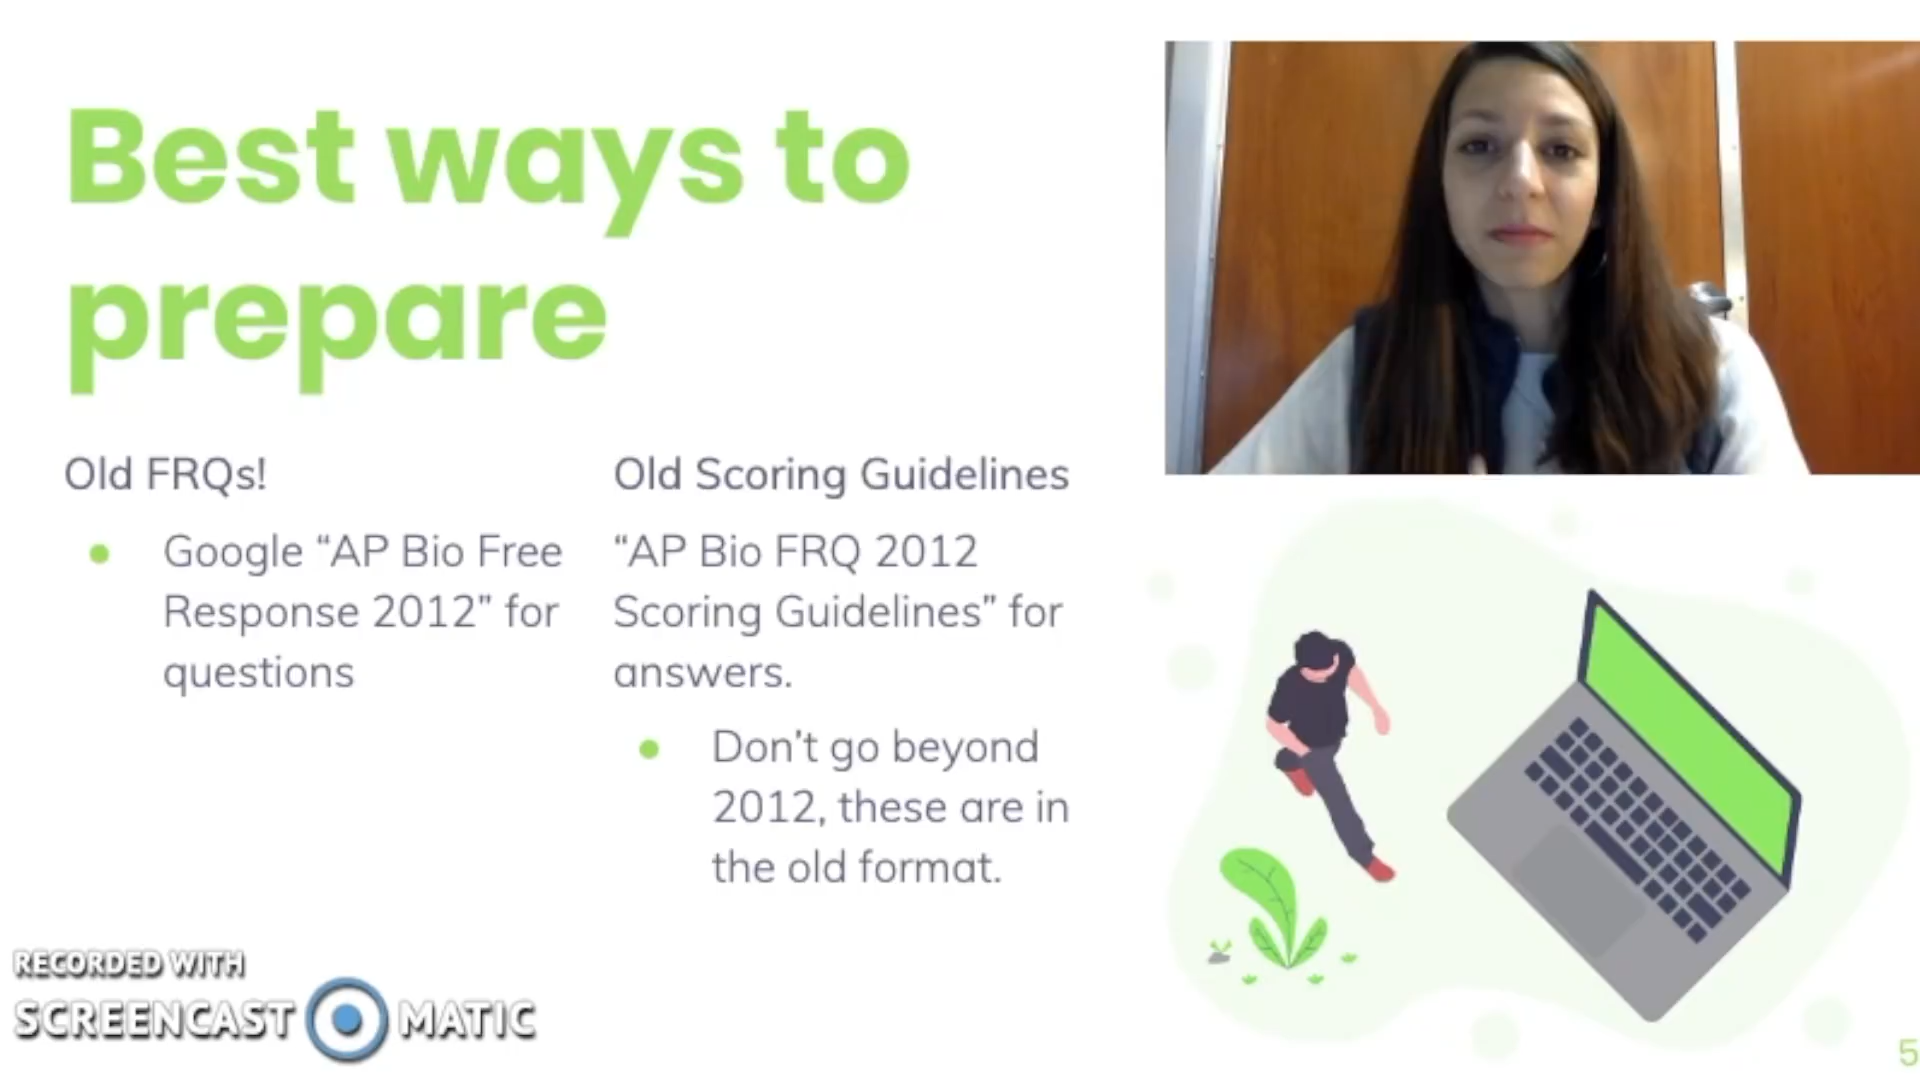 Best ways to
prepare
Old FRQs!
Google “AP Bio Free
Response 2012” for
questions
Old Scoring Guidelines
“AP Bio FRQ 2012
Scoring Guidelines” for
answers.
Don’t go beyond
2012, these are in
the old format.
RECORDED WITH
SCREENCAST MATIC
5